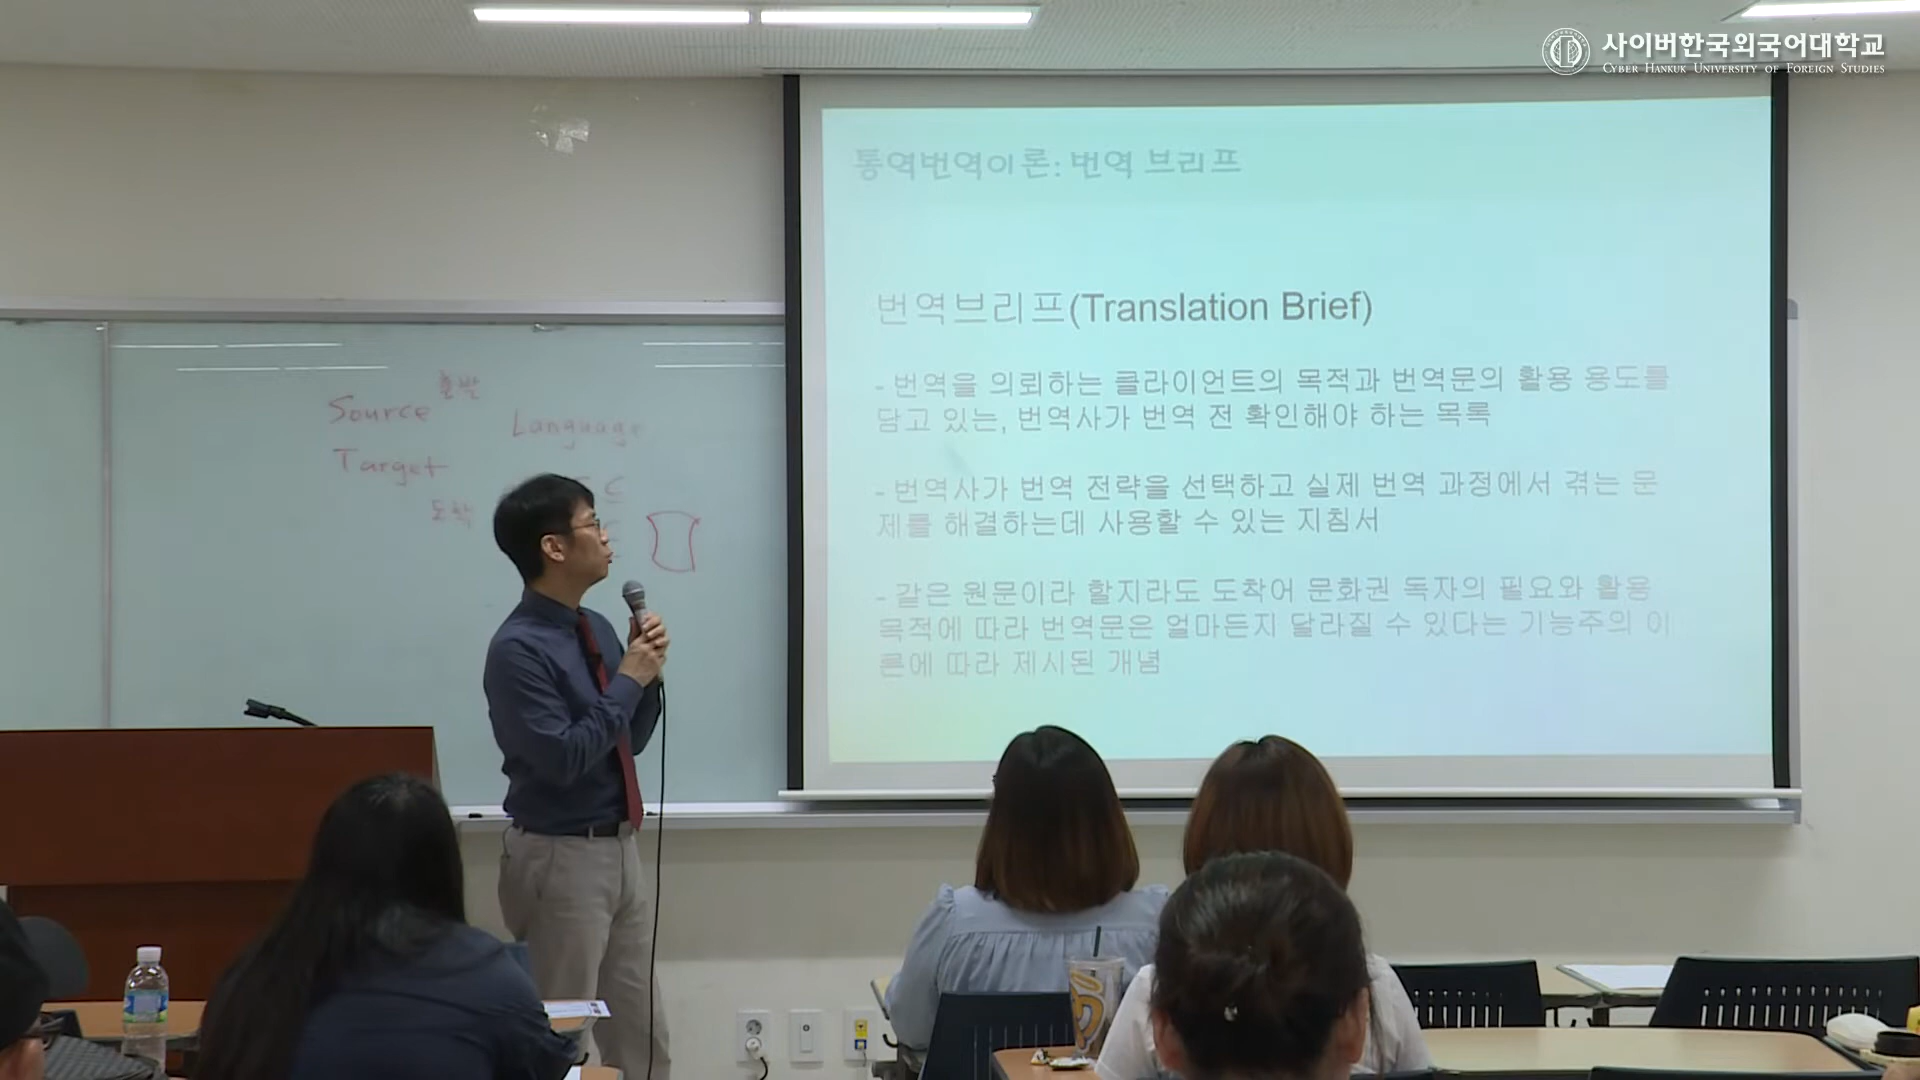 사이버한국외국어대학교
CYBER HANKUK UNIVERSITY OF FOREIGN STUDIES
통역번역이론: 번역 브리프
번역브리프(Translation Brief)
- 번역을 의뢰하는 클라이언트의 목적과 번역문의 활용 용도를
담고 있는, 번역사가 번역 전 확인해야 하는 목록
- 번역사가 번역 전략을 선택하고 실제 번역 과정에서 겪는 문
제를 해결하는데 사용할 수 있는 지침서
- 같은 원문이라 할지라도 도착어 문화권 독자의 필요와 활용
목적에 따라 번역문은 얼마든지 달라질 수 있다는 기능주의 이
론에 따라 제시된 개념
출발
Source
Language
Target
도착